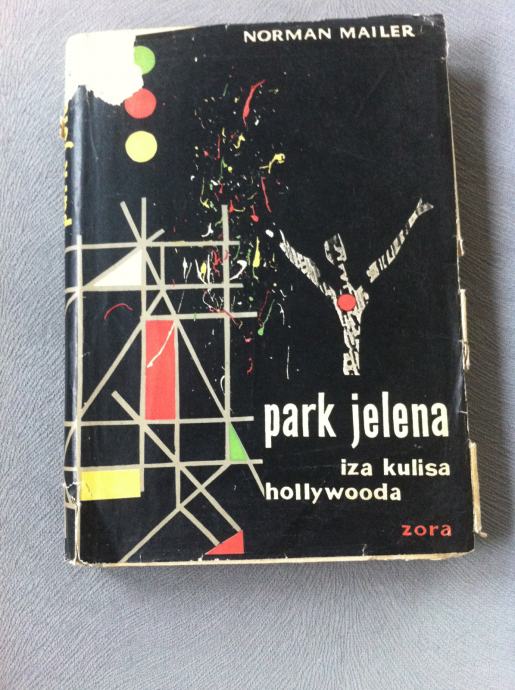 NORMAN MAILER
park jelena
iza kulisa
hollywooda
zora